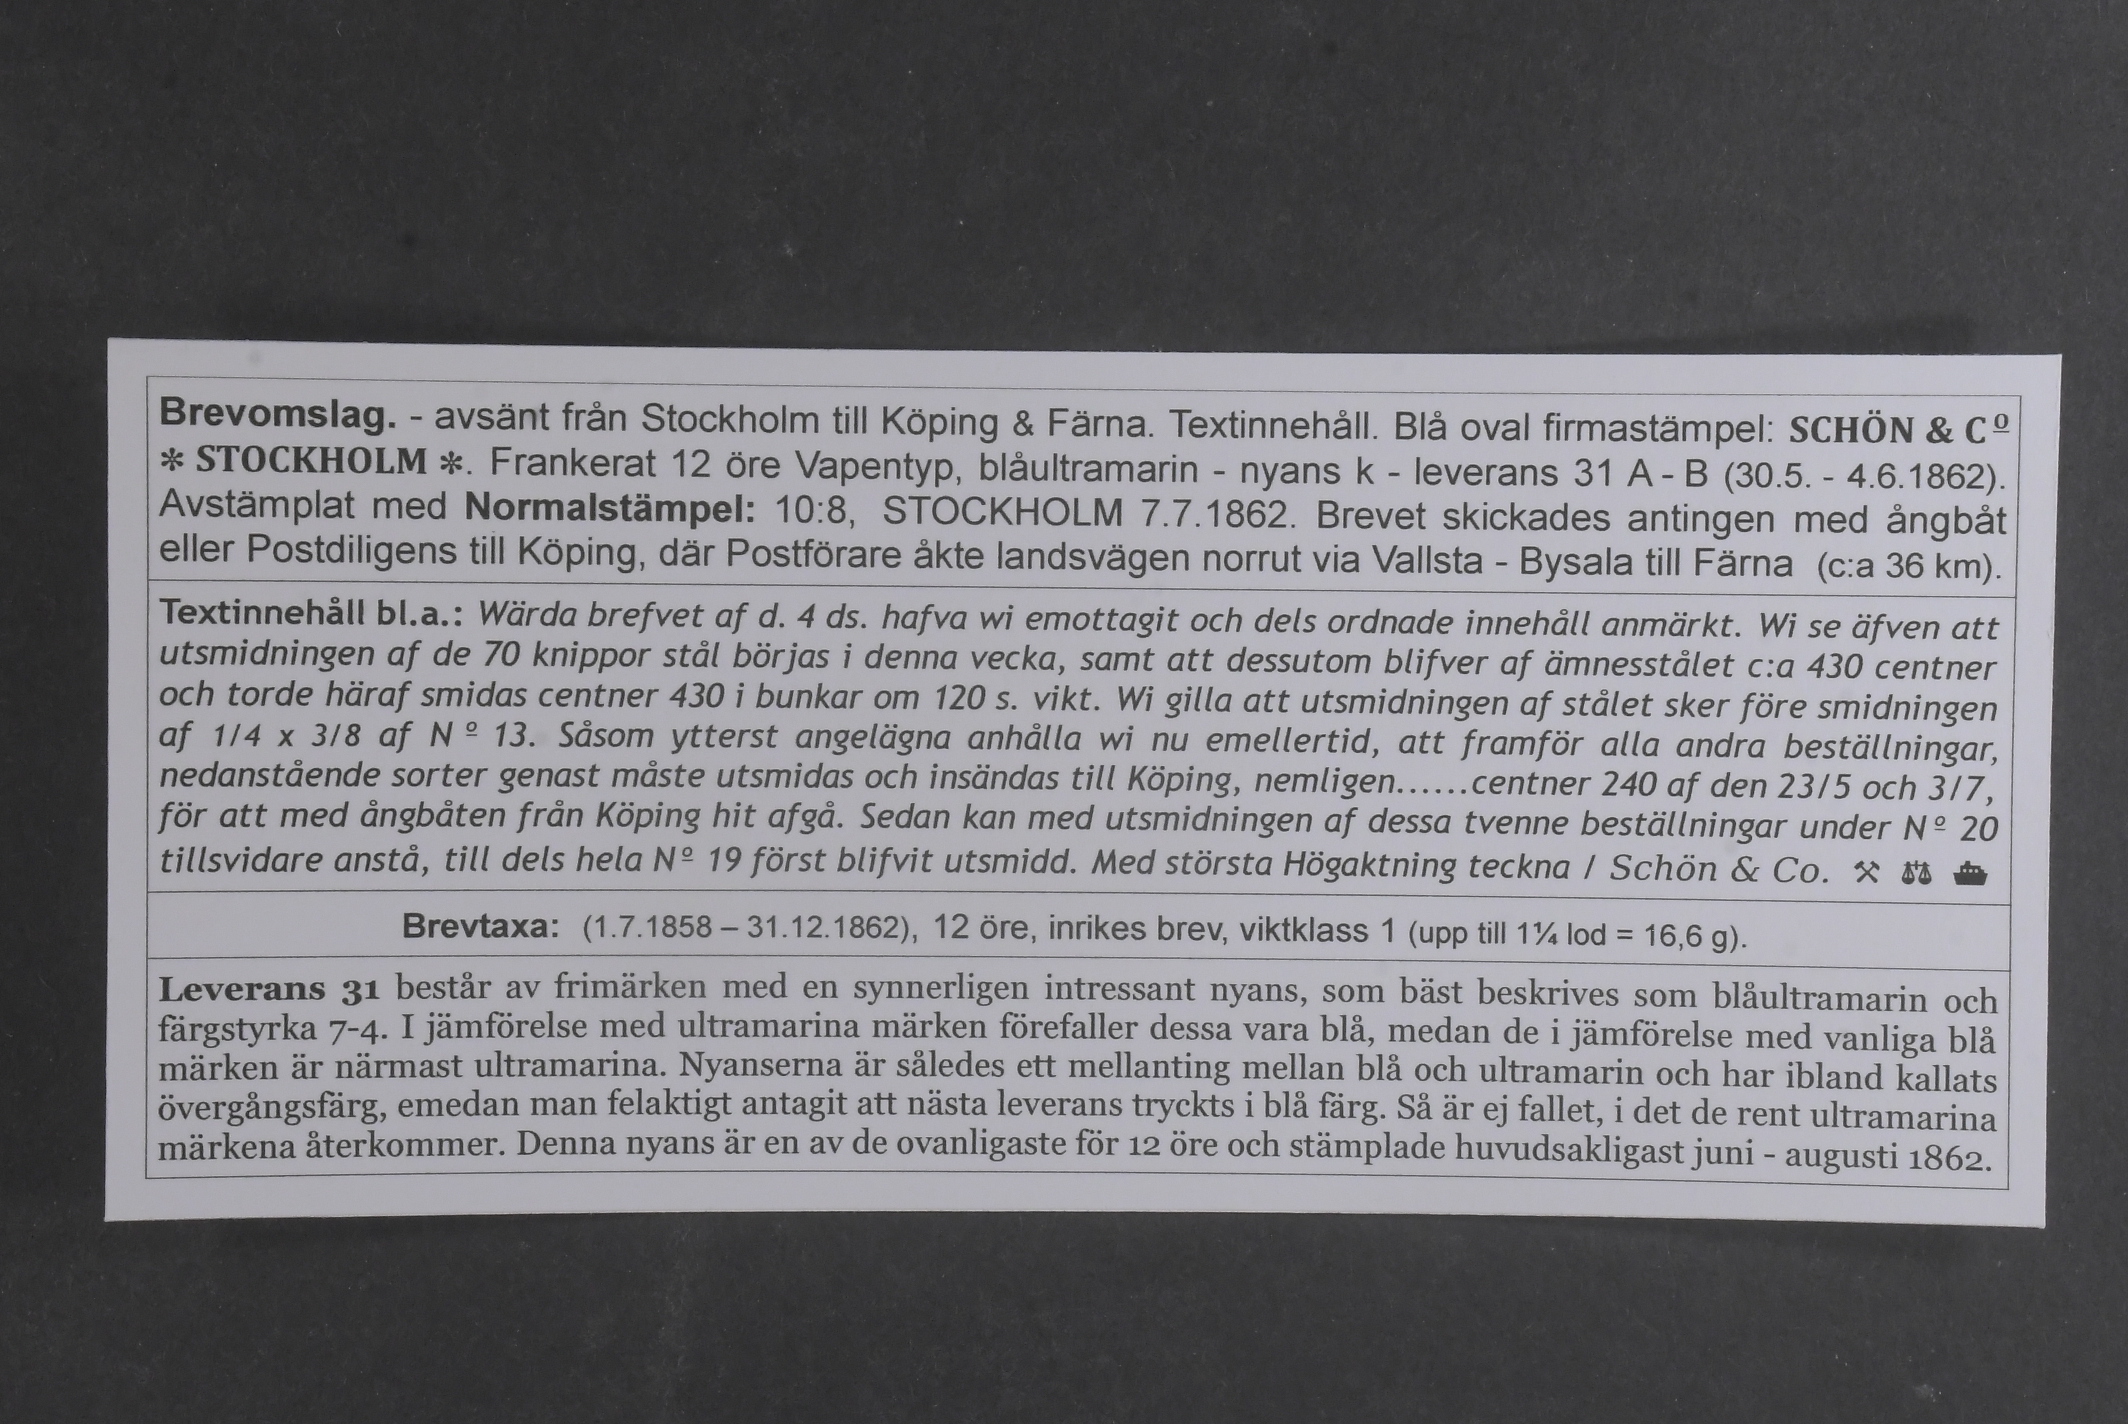 Brevomslag. - avsänt från Stockholm till Köping & Färna. Textinnehåll. Blå oval firmastämpel: SCHÖN & Cº
✻ STOCKHOLM ✻. Frankerat 12 öre Vapentyp, blåultramarin - nyans k - leverans 31 A - B (30.5. - 4.6.1862).
Avstämplat med Normalstämpel: 10:8, STOCKHOLM 7.7.1862. Brevet skickades antingen med ångbåt
eller Postdiligens till Köping, där Postförare åkte landsvägen norrut via Vallsta - Bysala till Färna (c:a 36 km).
Textinnehåll bl.a.: Wärda brefvet af d. 4 ds. hafva wi emottagit och dels ordnade innehåll anmärkt. Wi se äfven att
utsmidningen af de 70 knippor stål börjas i denna vecka, samt att dessutom blifver af ämnesstålet c:a 430 centner
och torde häraf smidas centner 430 i bunkar om 120 s. vikt. Wi gilla att utsmidningen af stålet sker före smidningen
af 1/4 x 3/8 af N º 13. Såsom ytterst angelägna anhålla wi nu emellertid, att framför alla andra beställningar,
nedanstående sorter genast måste utsmidas och insändas till Köping, nemligen......centner 240 af den 23/5 och 3/7,
för att med ångbåten från Köping hit afgå. Sedan kan med utsmidningen af dessa tvenne beställningar under Nº 20
tillsvidare anstå, till dels hela Nº 19 först blifvit utsmidd. Med största Högaktning teckna / Schön & Co. ⚒ ⚖ ⛴
Brevtaxa: (1.7.1858 – 31.12.1862), 12 öre, inrikes brev, viktklass 1 (upp till 1¼ lod = 16,6 g).
Leverans 31 består av frimärken med en synnerligen intressant nyans, som bäst beskrives som blåultramarin och
färgstyrka 7-4. I jämförelse med ultramarina märken förefaller dessa vara blå, medan de i jämförelse med vanliga blå
märken är närmast ultramarina. Nyanserna är således ett mellanting mellan blå och ultramarin och har ibland kallats
övergångsfärg, emedan man felaktigt antagit att nästa leverans tryckts i blå färg. Så är ej fallet, i det de rent ultramarina
märkena återkommer. Denna nyans är en av de ovanligaste för 12 öre och stämplade huvudsakligast juni - augusti 1862.